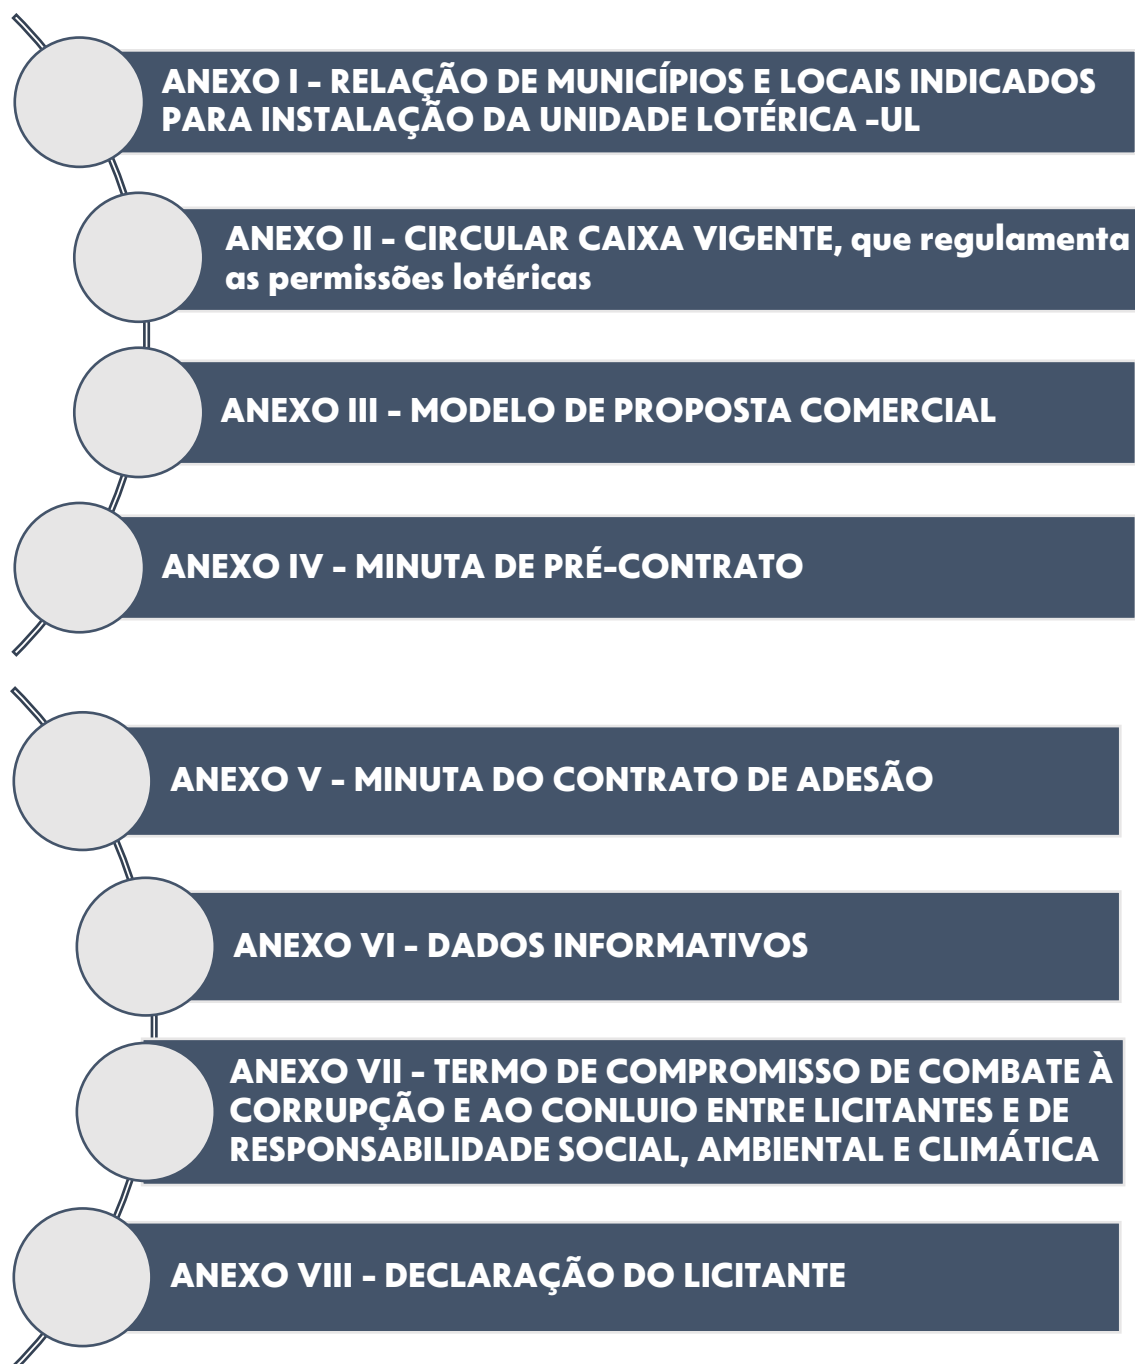 ANEXO I - RELAÇÃO DE MUNICÍPIOS E LOCAIS INDICADOS
PARA INSTALAÇÃO DA UNIDADE LOTÉRICA -UL
ANEXO II - CIRCULAR CAIXA VIGENTE, que regulamenta
as permissões lotéricas
ANEXO III - MODELO DE PROPOSTA COMERCIAL
ANEXO IV - MINUTA DE PRÉ-CONTRATO
ANEXO V - MINUTA DO CONTRATO DE ADESÃO
ANEXO VI - DADOS INFORMATIVOS
ANEXO VII - TERMO DE COMPROMISSO DE COMBATE À
CORRUPÇÃO E AO CONLUIO ENTRE LICITANTES E DE
RESPONSABILIDADE SOCIAL, AMBIENTAL E CLIMÁTICA
ANEXO VIII - DECLARAÇÃO DO LICITANTE